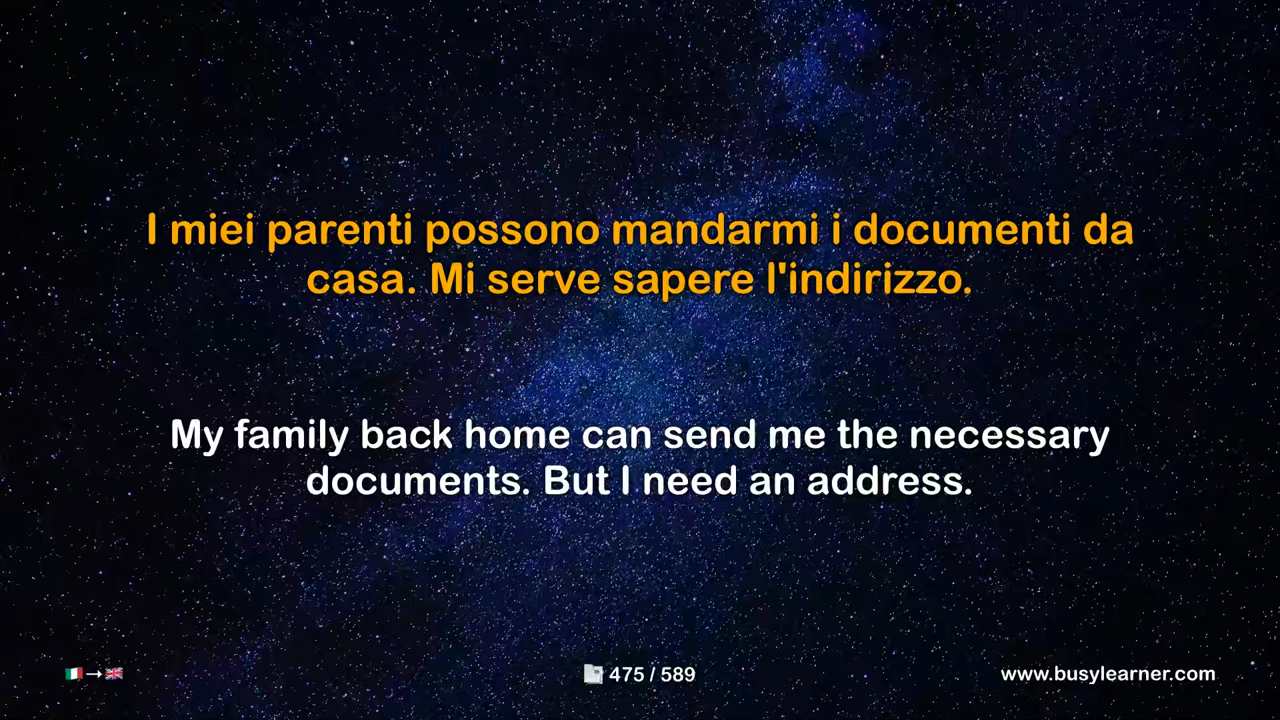 I miei parenti possono mandarmi i documenti da
casa. Mi serve sapere l'indirizzo.
My family back home can send me the necessary
documents. But I need an address.
475 / 589
www.busylearner.com